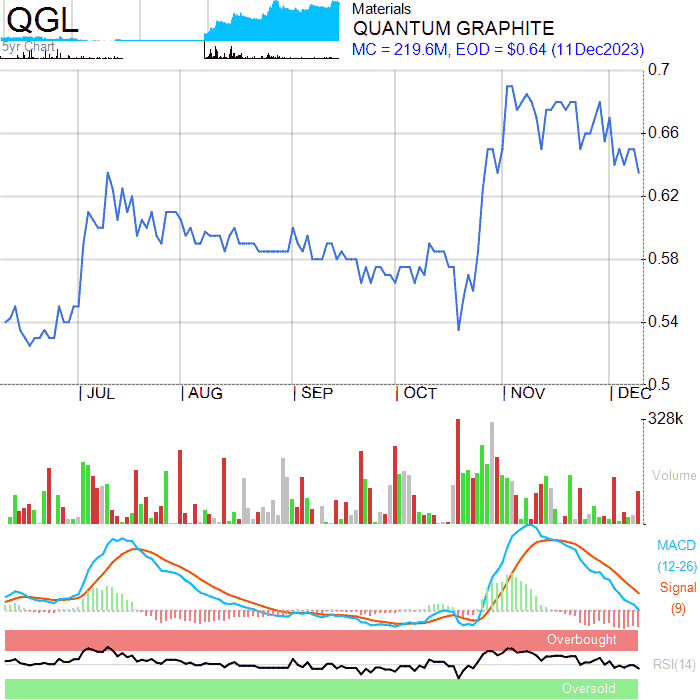 QGL
5yr Chart
Materials
QUANTUM GRAPHITE
MC = 219.6M, EOD = $0.64 (11Dec2023)
0.7
0.66
0.62
0.58
0.54
0.5
JUL AUG SEP OCT NOV DEC
328k
Volume
MACD
(12-26)
Signal
(9)
Overbought
RSI(14)
Oversold